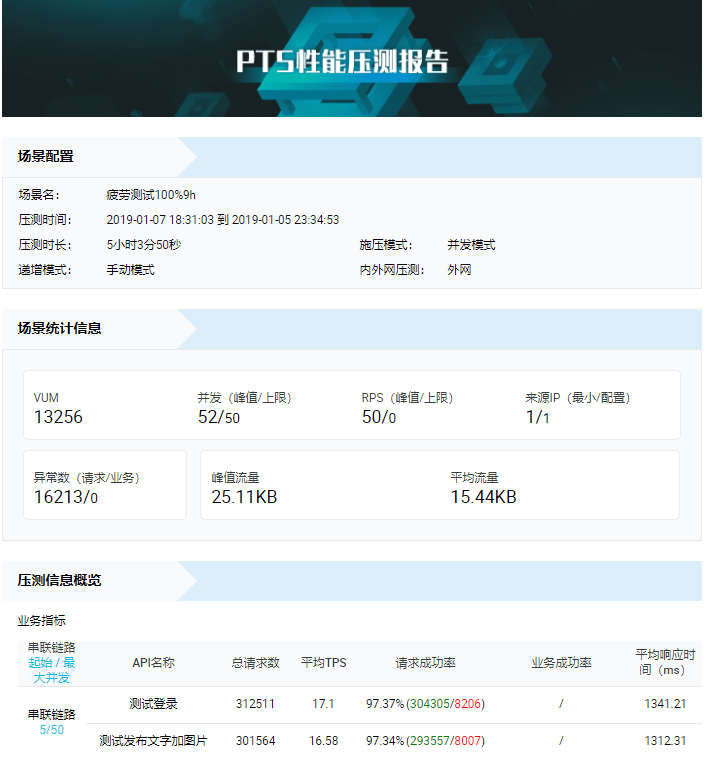 PTS性能压测报告
场景配置
场景名： 疲劳测试100%9h
压测时间： 2019-01-07 18:31:03 到 2019-01-05 23:34:53
压测时长： 5小时3分50秒 施压模式： 并发模式
递增模式： 手动模式 内外网压测： 外网
场景统计信息
VUM 并发（峰值/上限） RPS（峰值/上限） 来源IP（最小/配置）
13256 52/50 50/0 1/1
异常数（请求/业务） 峰值流量 平均流量
16213/0 25.11KB 15.44KB
压测信息概览
业务指标
串联链路
起始 / 最
大并发
API名称 总请求数 平均TPS 请求成功率 业务成功率
平均响应时
间（ms）
串联链路
5/50
测试登录 312511 17.1 97.37%(304305/8206) / 1341.21
测试发布文字加图片 301564 16.58 97.34%(293557/8007) / 1312.31